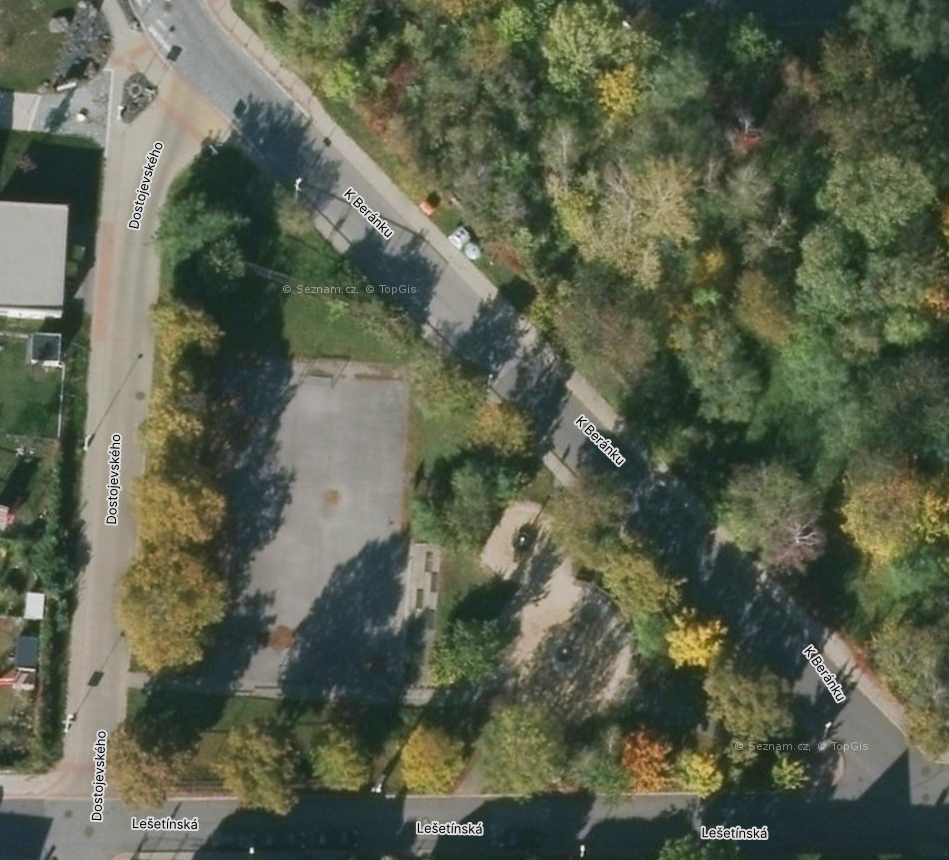 Dostojevského
K Beránku
© Seznam.cz, © TopGis
K Beránku
Dostojevského
K Beránku
© Seznam.cz, © TopGis
Dostojevského
Lešetínská
Lešetínská
Lešetínská